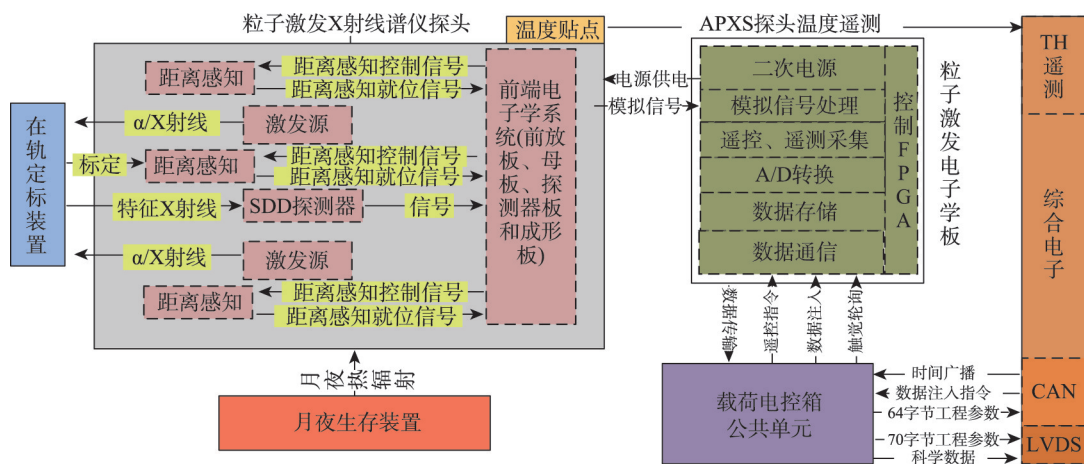 粒子激发X射线谱仪探头
温度贴点
APXS探头温度遥测
TH
遥测
距离感知
距离感知控制信号
距离感知就位信号
α/X射线
激发源
标定
距离感知
距离感知控制信号
距离感知就位信号
特征X射线
SDD探测器
信号
α/X射线
激发源
距离感知
距离感知控制信号
距离感知就位信号
在轨定标装置
前端电
子学系
统(前放
板、母
板、探
测器板
和成形
板)
电源供电
模拟信号
二次电源
模拟信号处理
遥控、遥测采集
A/D转换
数据存储
数据通信
控制FPGA
粒子激发电子学板
综合电子
数据传输
遥控指令
数据注入
触觉轮询
月夜热辐射
月夜生存装置
载荷电控箱
公共单元
时间广播
数据注入指令
64字节工程参数
CAN
70字节工程参数
科学数据
LVDS